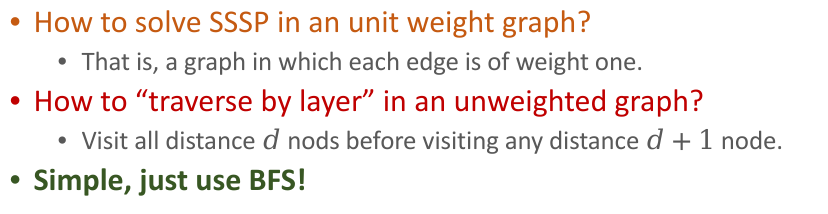 • How to solve SSSP in an unit weight graph?
• That is, a graph in which each edge is of weight one.
• How to “traverse by layer” in an unweighted graph?
• Visit all distance d nods before visiting any distance d + 1 node.
• Simple, just use BFS!